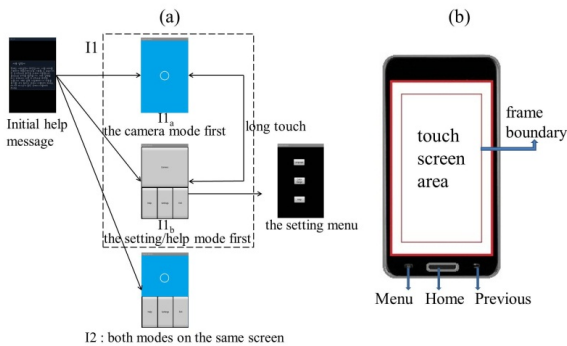 (a)
(b)
I1
Initial help
message
I1a
the camera mode first
long touch
I1b
the setting/help mode first
the setting menu
I2 : both modes on the same screen
touch
screen
area
frame
boundary
Menu
Home
Previous